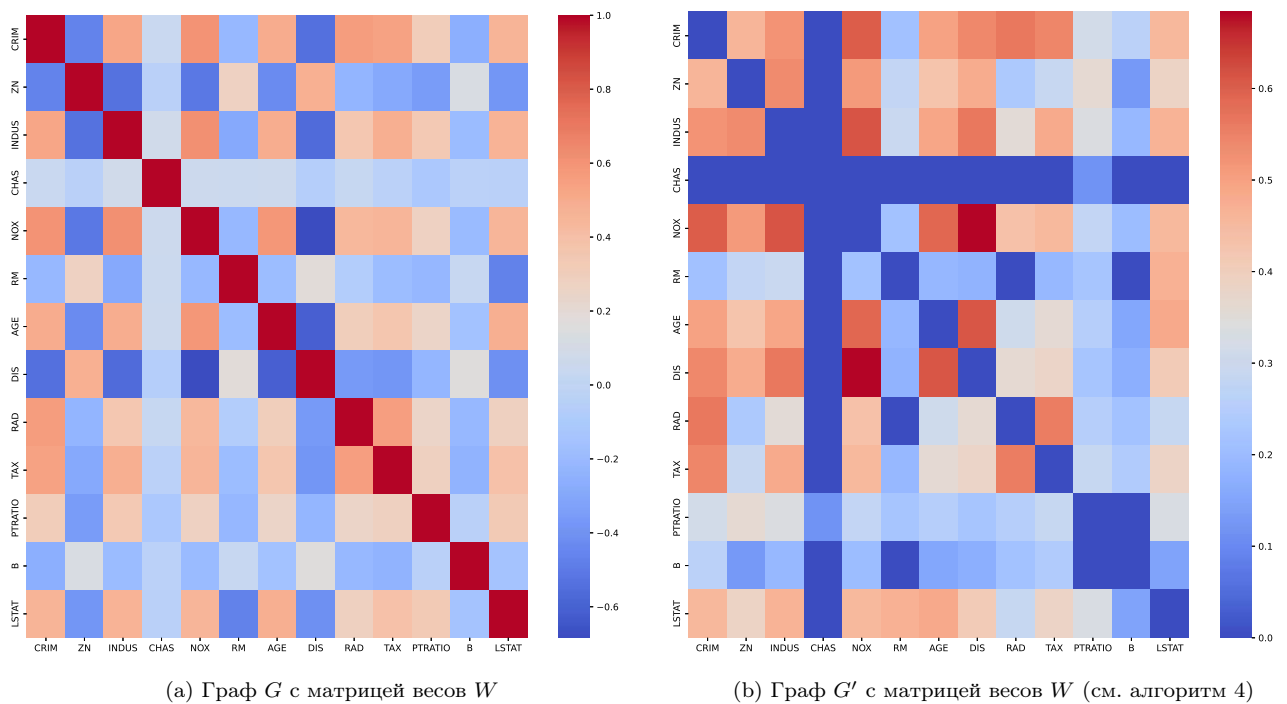 CRIM
ZN
INDUS
CHAS
NOX
RM
AGE
DIS
RAD
TAX
PTRATIO
B
LSTAT
CRIM ZN INDUS CHAS NOX RM AGE DIS RAD TAX PTRATIO B LSTAT
1.0
0.8
0.6
0.4
0.2
0.0
−0.2
−0.4
−0.6
(a) Граф G с матрицей весов W
CRIM
ZN
INDUS
CHAS
NOX
RM
AGE
DIS
RAD
TAX
PTRATIO
B
LSTAT
CRIM ZN INDUS CHAS NOX RM AGE DIS RAD TAX PTRATIO B LSTAT
0.6
0.5
0.4
0.3
0.2
0.1
0.0
(b) Граф G′ с матрицей весов W (см. алгоритм 4)